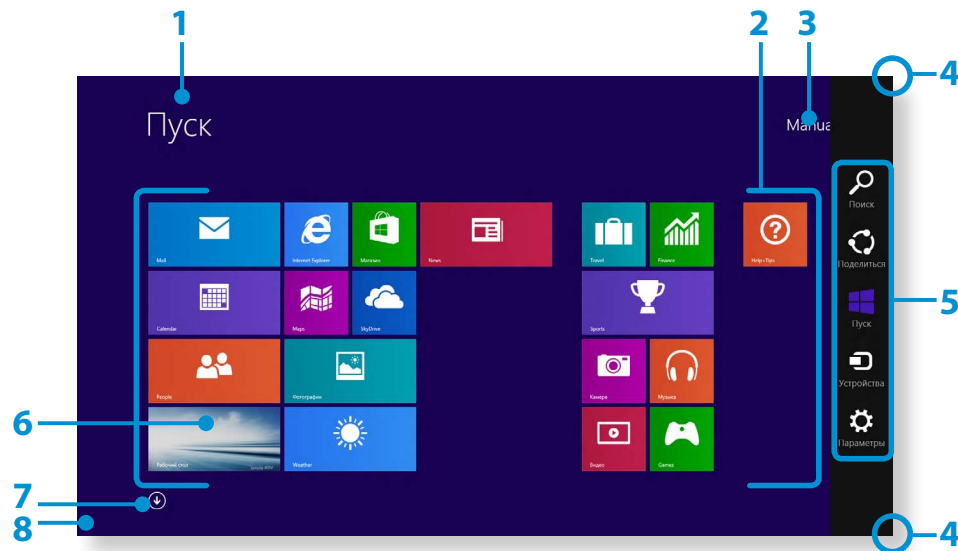 1
2
3
4
Пуск
Manua
Поиск
Поделиться
Пуск
Устройства
Параметры
5
Mail
Internet Explorer
Магазин
News
Travel
Finance
Help+Tips
Calendar
Maps
SkyDrive
Sports
People
Фотографии
Камера
Музыка
6
Рабочий стол
Weather
Видео
Games
7
8
4